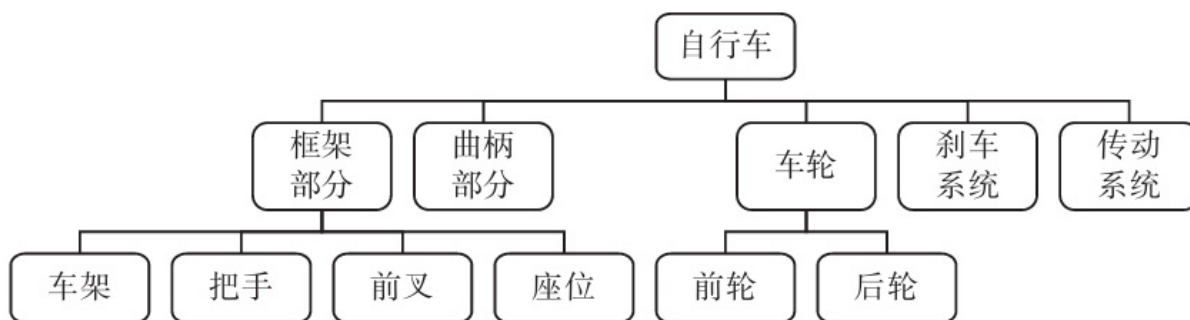 自行车
框架
部分
曲柄
部分
车轮
刹车
系统
传动
系统
车架
把手
前叉
座位
前轮
后轮